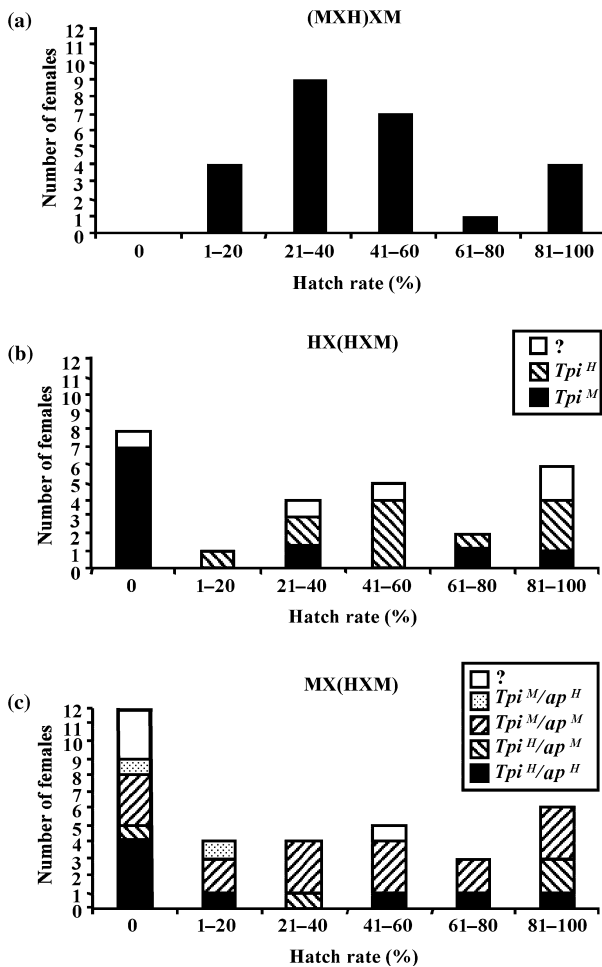 (a)
(MXH)XM
Number of females
12
11
10
9
8
7
6
5
4
3
2
1
0
0 1–20 21–40 41–60 61–80 81–100
Hatch rate (%)
(b)
HX(HXM)
?
Tpi H
Tpi M
Number of females
12
11
10
9
8
7
6
5
4
3
2
1
0
0 1–20 21–40 41–60 61–80 81–100
Hatch rate (%)
(c)
MX(HXM)
?
Tpi M/ap H
Tpi M/ap M
Tpi H/ap M
Tpi H/ap H
Number of females
12
11
10
9
8
7
6
5
4
3
2
1
0
0 1–20 21–40 41–60 61–80 81–100
Hatch rate (%)